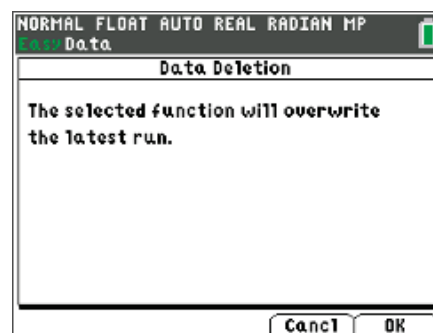 NORMAL FLOAT AUTO REAL RADIAN MP
EasyData
Data Deletion
The selected function will overwrite
the latest run.
Cancl OK